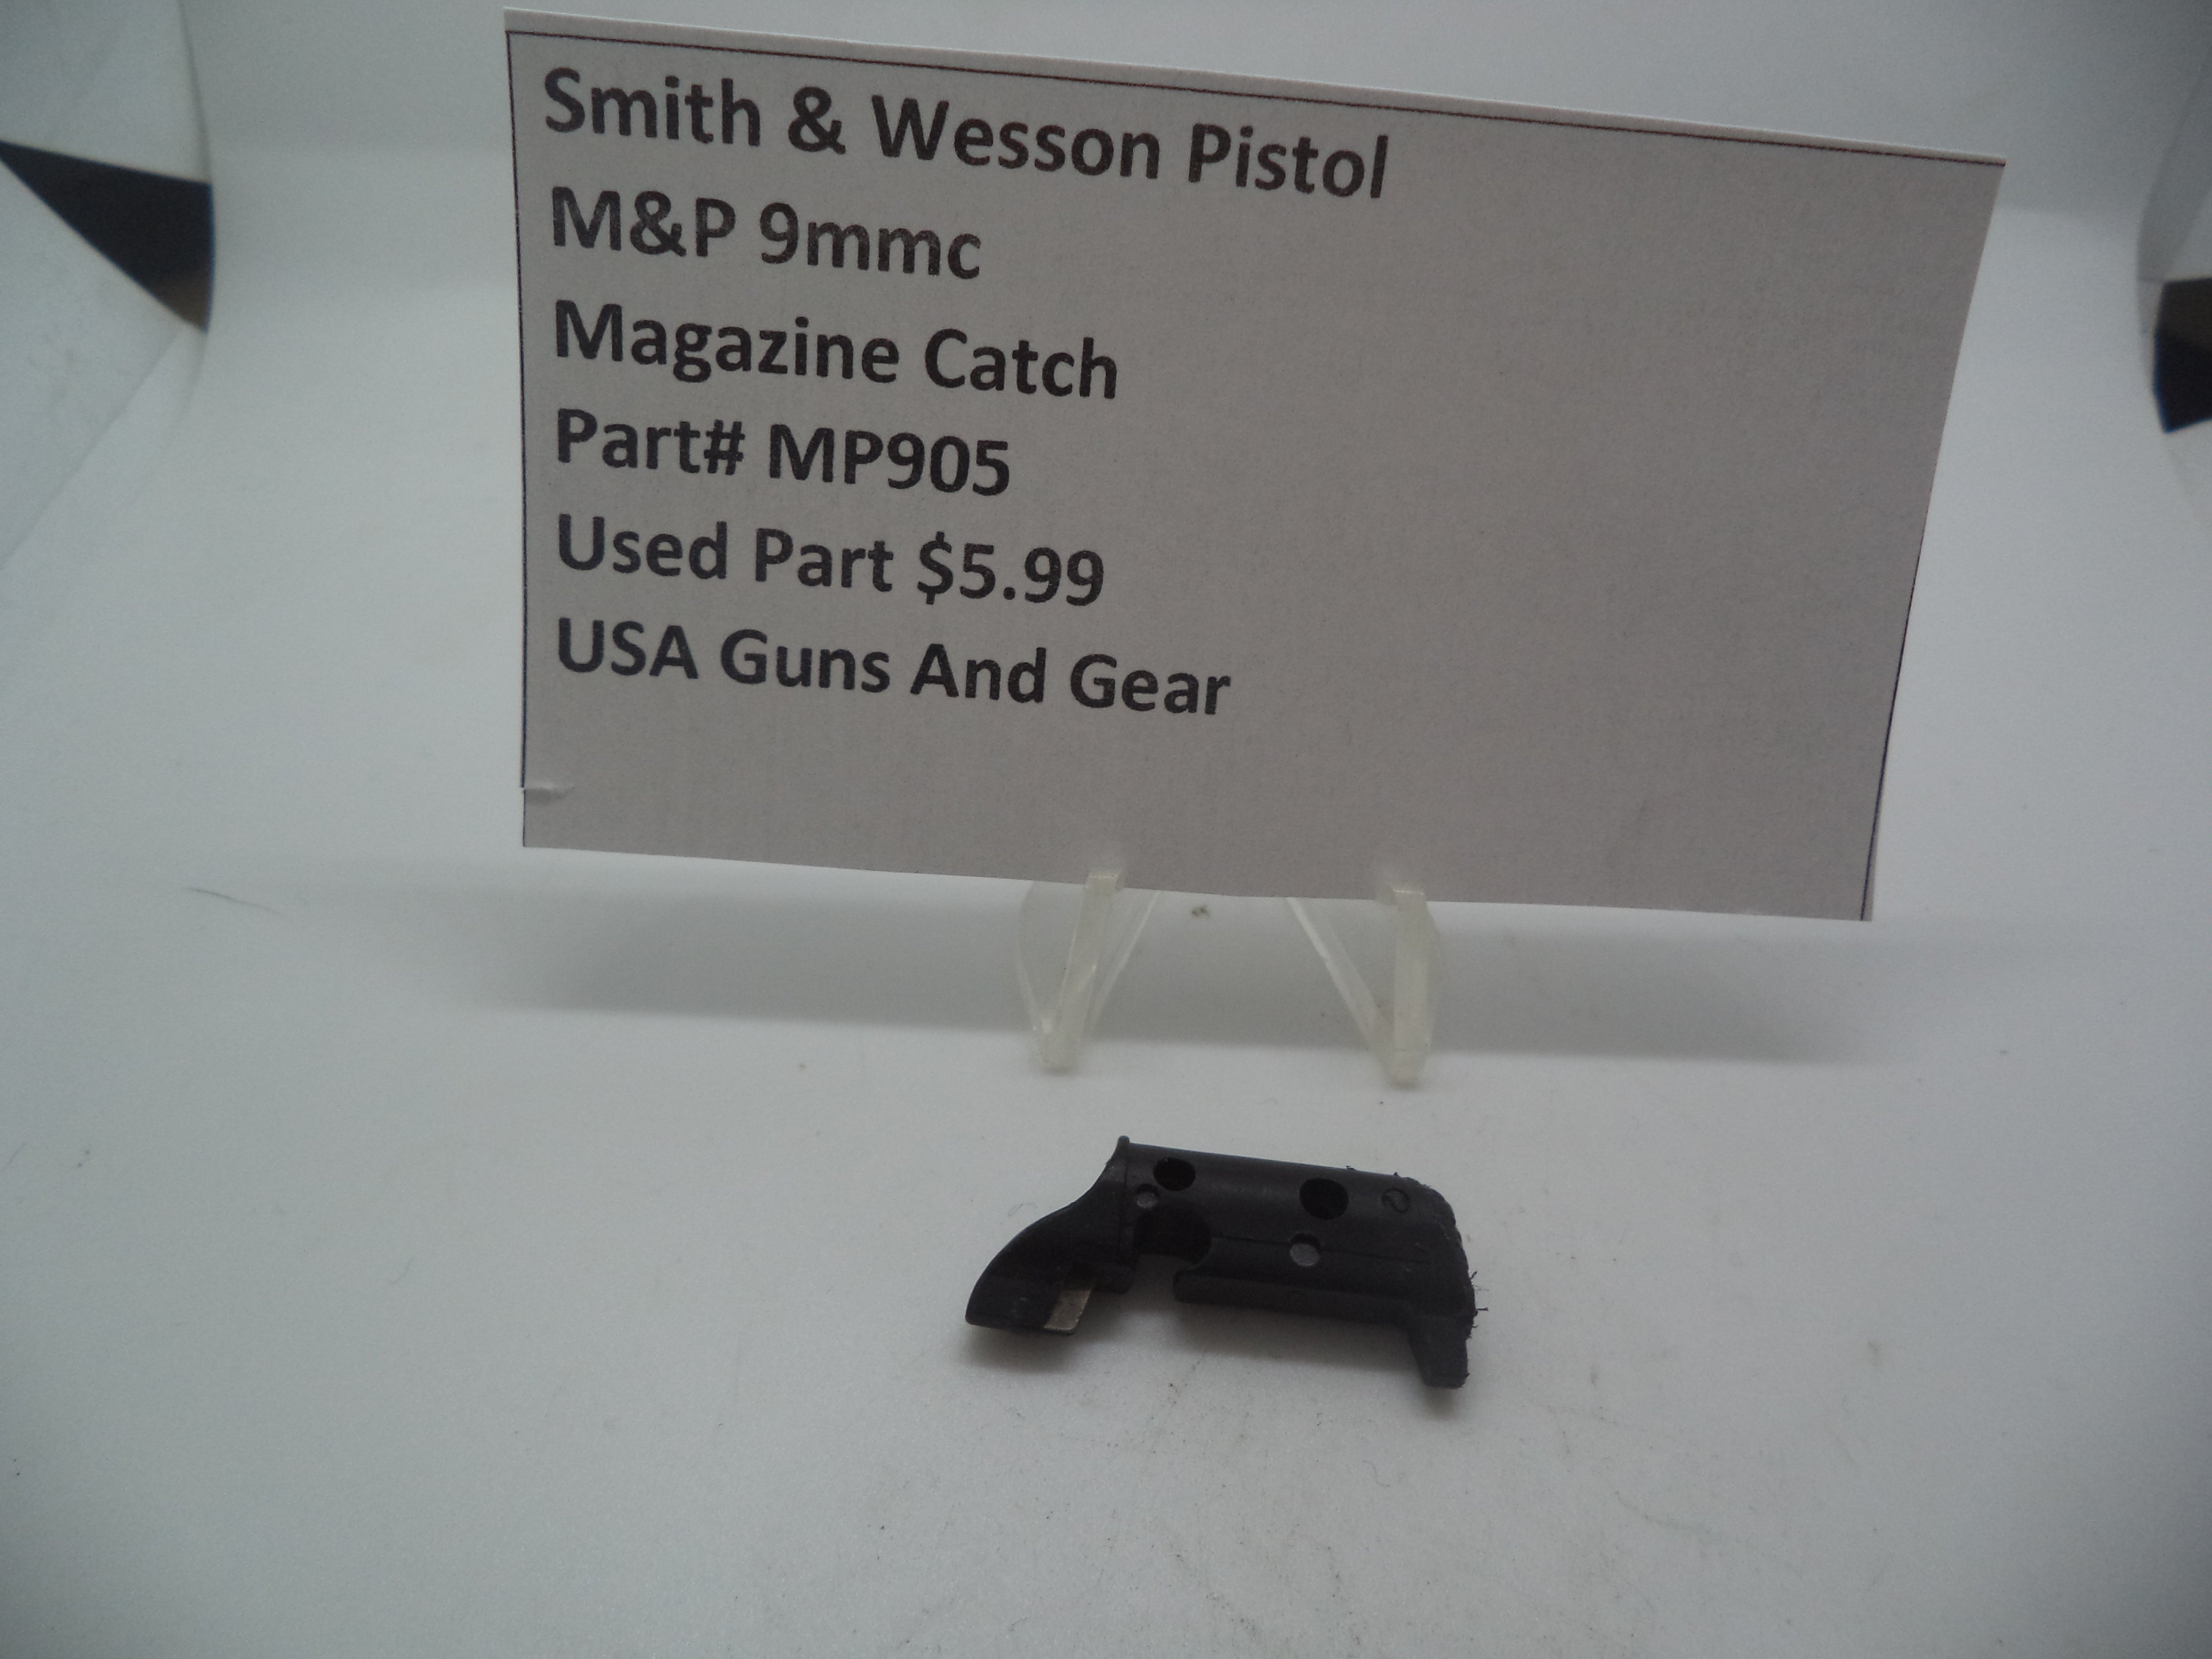 Smith & Wesson Pistol
M&P 9mmc
Magazine Catch
Part# MP905
Used Part $5.99
USA Guns And Gear